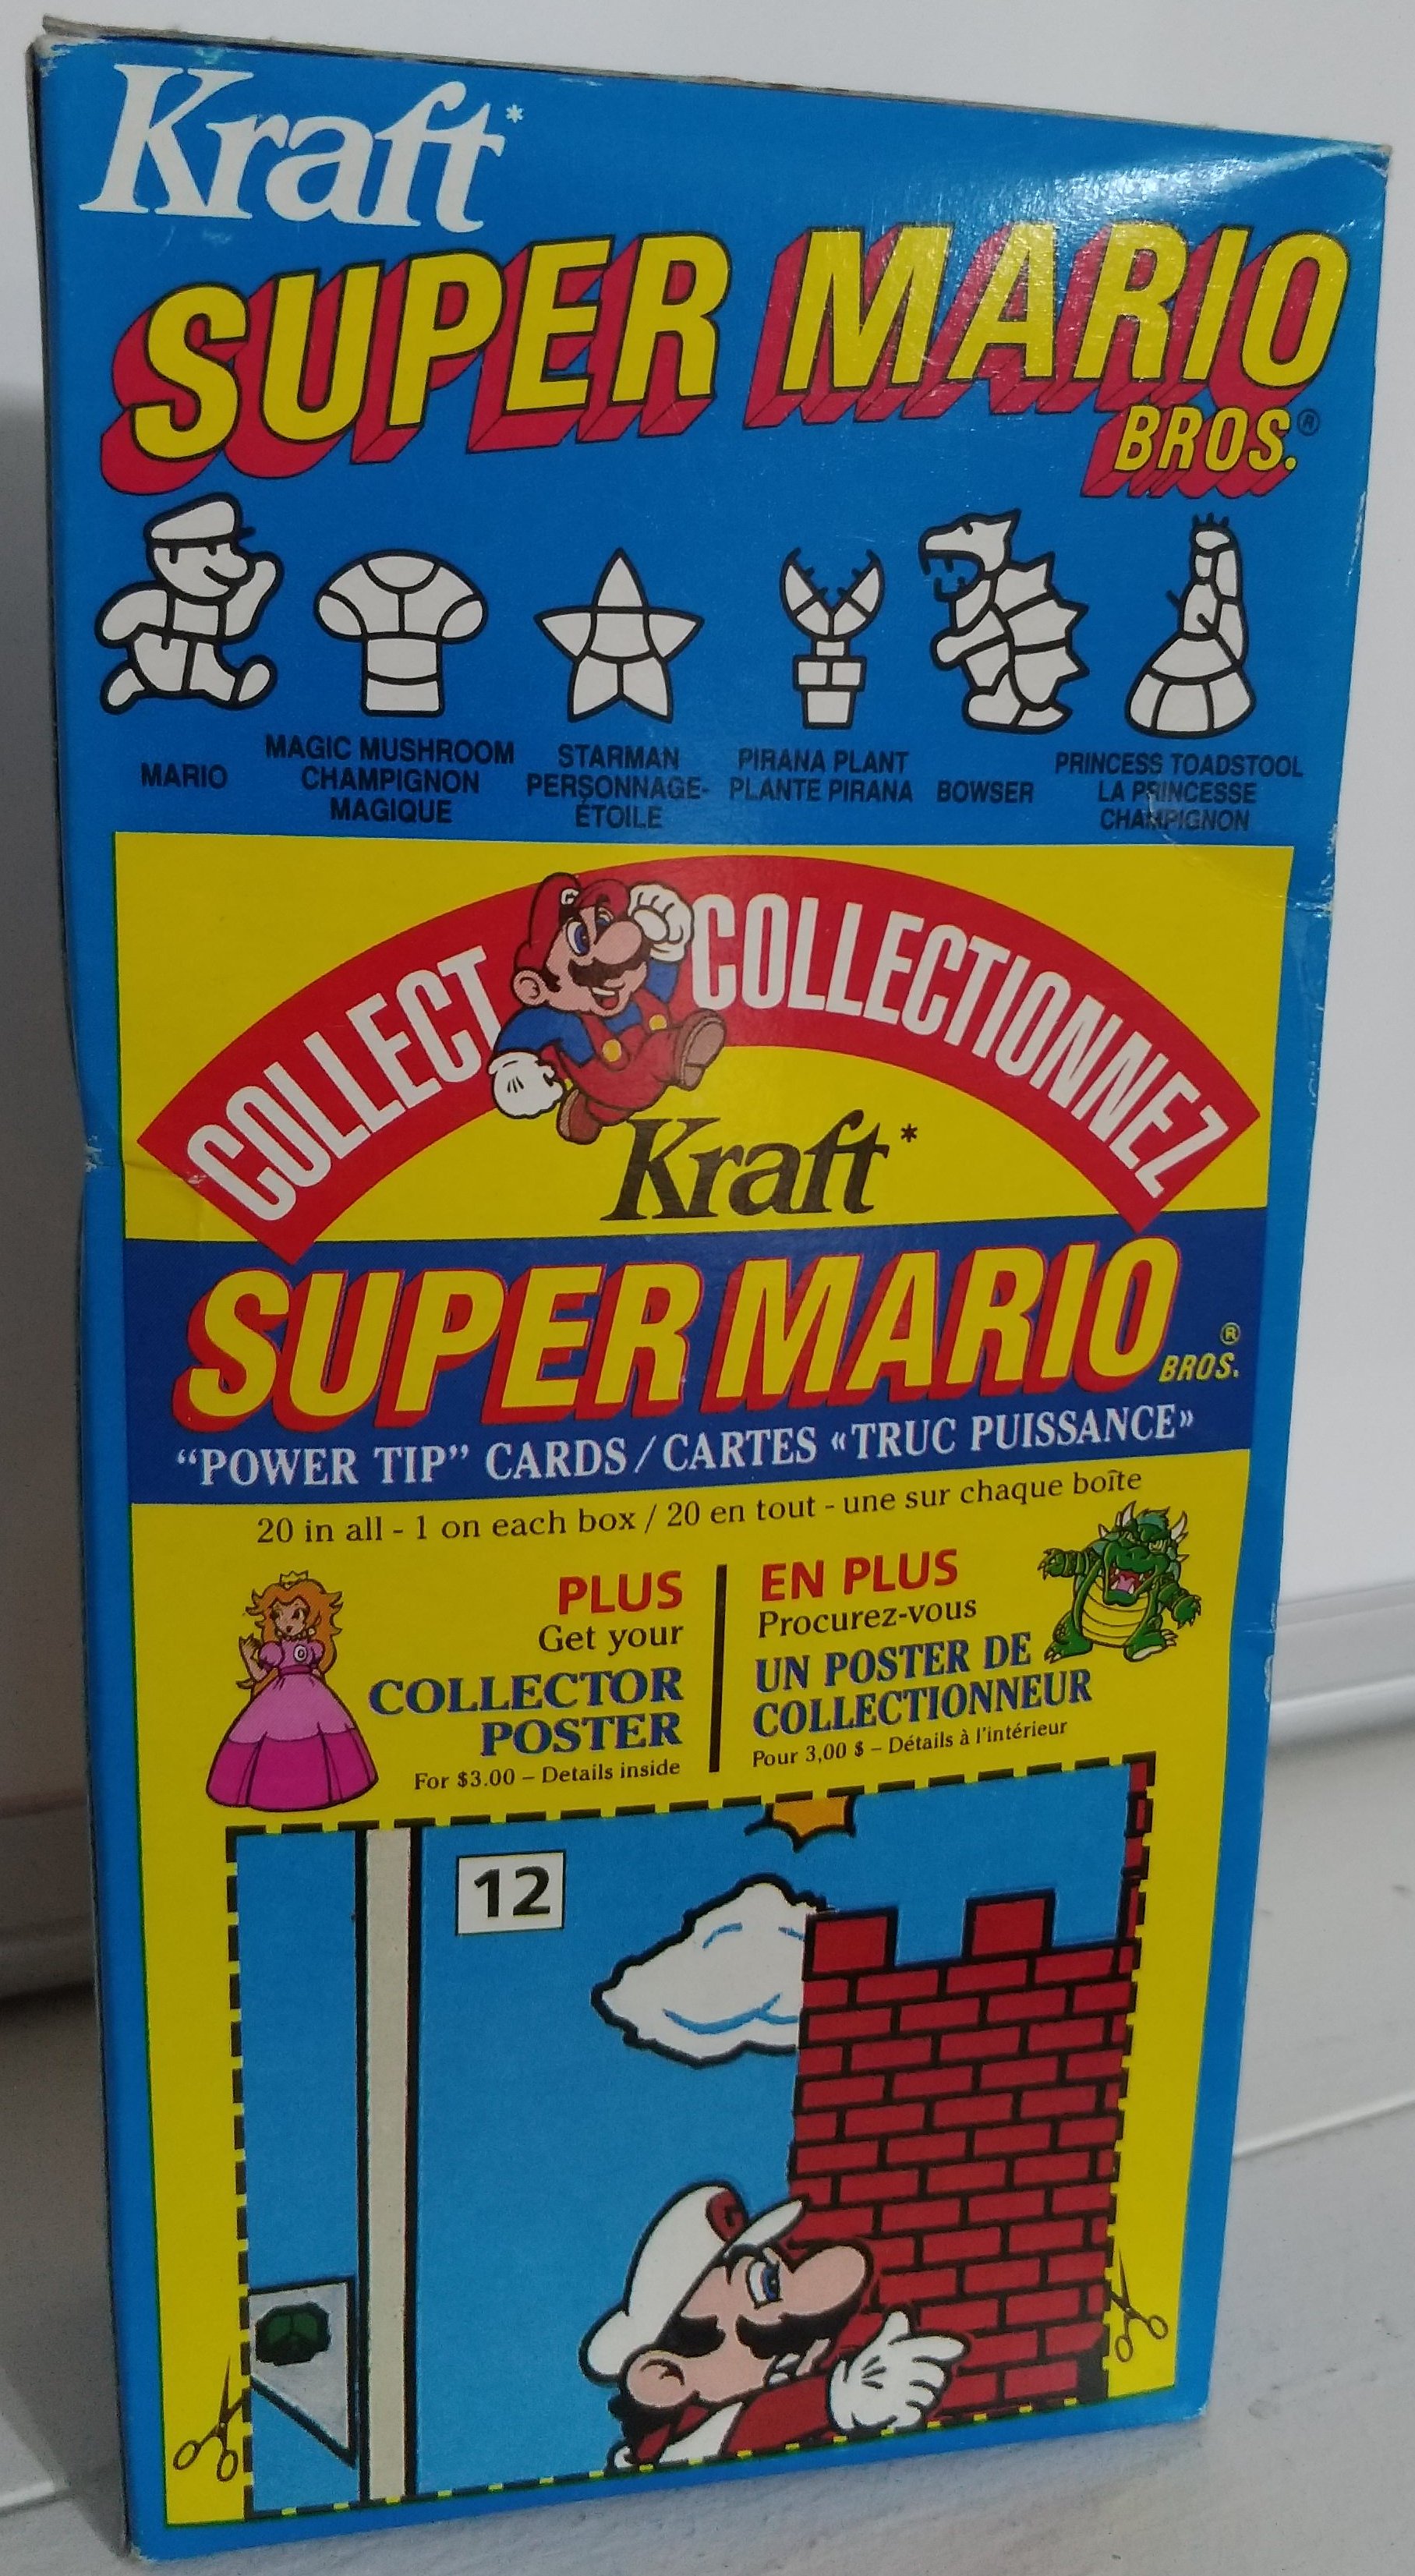 Kraft*
SUPER MARIO
BROS.®
MARIO
MAGIC MUSHROOM
CHAMPIGNON
MAGIQUE
STARMAN
PERSONNAGE-
ÉTOILE
PIRANA PLANT
PLANTE PIRANA
BOWSER
PRINCESS TOADSTOOL
LA PRINCESSE
CHAMPIGNON
COLLECT COLLECTIONNEZ
Kraft*
SUPER MARIO
BROS.®
“POWER TIP” CARDS / CARTES «TRUC PUISSANCE»
20 in all - 1 on each box / 20 en tout - une sur chaque boîte
PLUS
Get your
COLLECTOR
POSTER
For $3.00 – Details inside
EN PLUS
Procurez-vous
UN POSTER DE
COLLECTIONNEUR
Pour 3,00 $ – Détails à l'intérieur
12